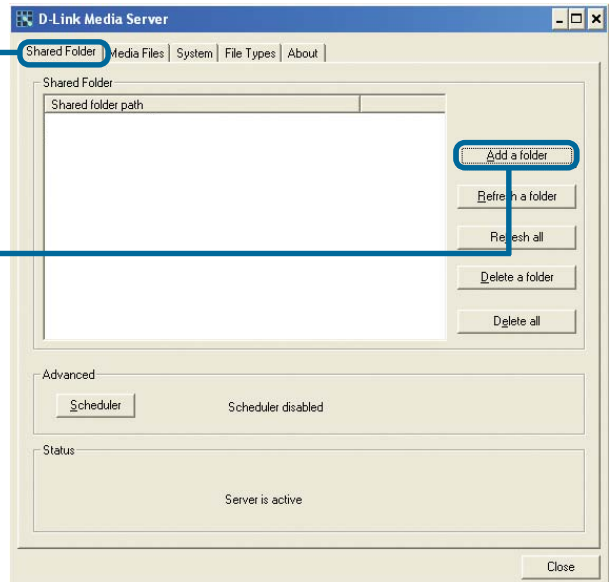 D-Link Media Server
Shared Folder Media Files System File Types About
Shared Folder
Shared folder path
Add a folder
Refresh a folder
Refresh all
Delete a folder
Delete all
Advanced
Scheduler Scheduler disabled
Status
Server is active
Close